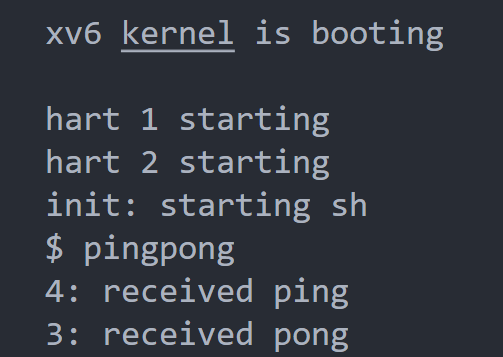 xv6 kernel is booting
hart 1 starting
hart 2 starting
init: starting sh
$ pingpong
4: received ping
3: received pong